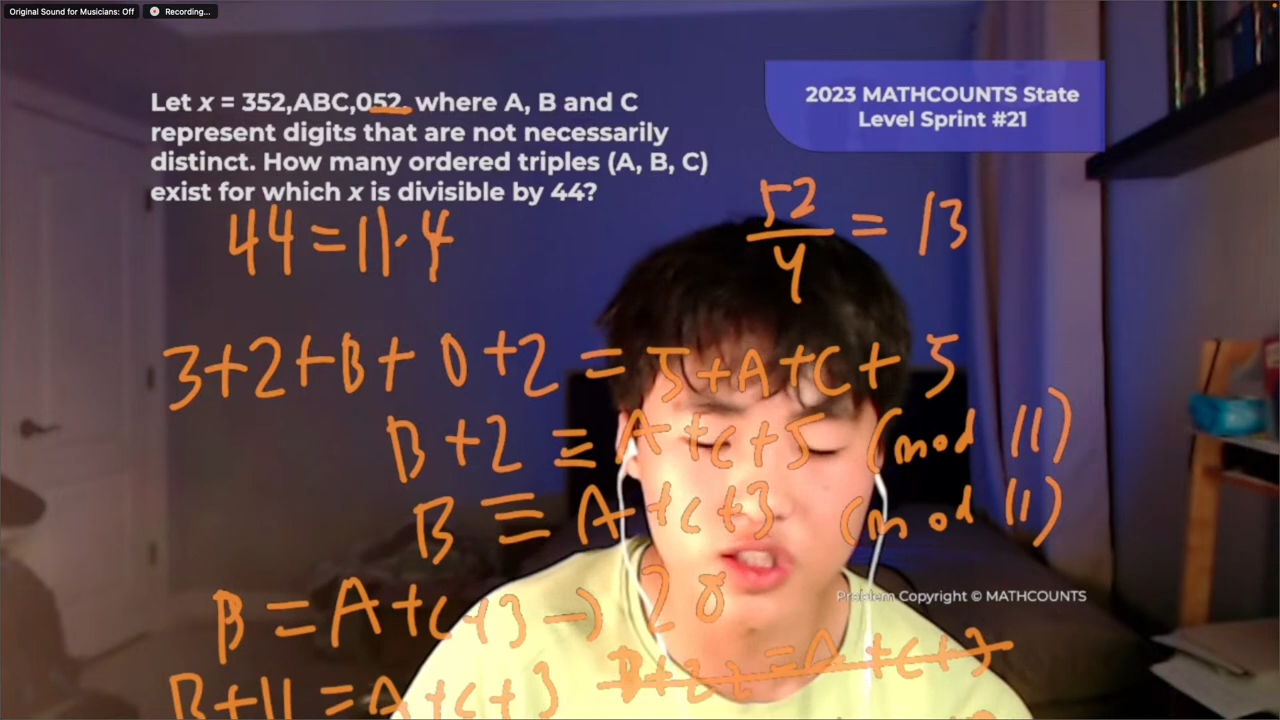 Original Sound for Musicians: Off
Recording...
Let x = 352,ABC,052, where A, B and C
represent digits that are not necessarily
distinct. How many ordered triples (A, B, C)
exist for which x is divisible by 44?
2023 MATHCOUNTS State
Level Sprint #21
44 = 11·4
52/4 = 13
3+2+B+0+2 = 5+A+C+5
B+2 ≡ A+C+5 (mod 11)
B ≡ A+C+3 (mod 11)
B = A+C+3 → 28
Problem Copyright © MATHCOUNTS
B+22 = A+C+3
B+11 = A+C+3